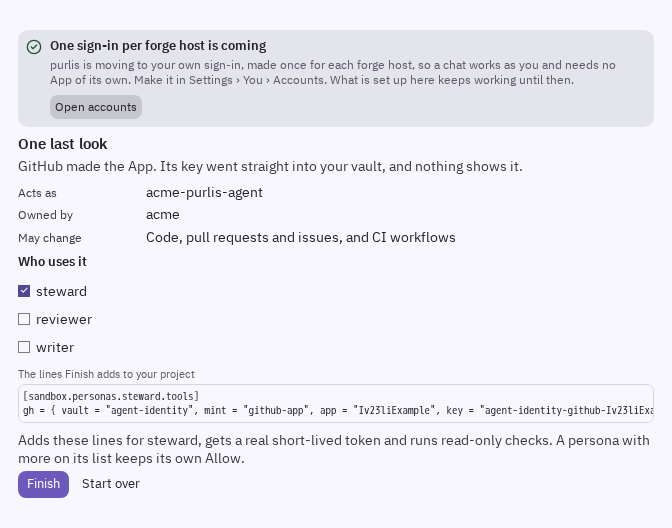 One sign-in per forge host is coming
purlis is moving to your own sign-in, made once for each forge host, so a chat works as you and needs no
App of its own. Make it in Settings › You › Accounts. What is set up here keeps working until then.
Open accounts
One last look
GitHub made the App. Its key went straight into your vault, and nothing shows it.
Acts as acme-purlis-agent
Owned by acme
May change Code, pull requests and issues, and CI workflows
Who uses it
steward
reviewer
writer
The lines Finish adds to your project
[sandbox.personas.steward.tools]
gh = { vault = "agent-identity", mint = "github-app", app = "Iv23liExample", key = "agent-identity-github-Iv23liExa
Adds these lines for steward, gets a real short-lived token and runs read-only checks. A persona with
more on its list keeps its own Allow.
Finish Start over